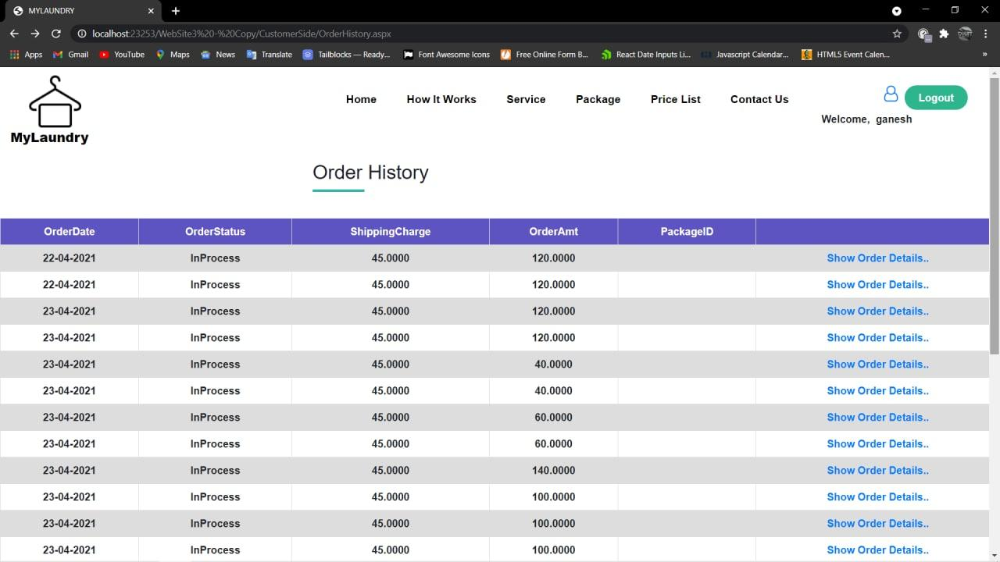 MYLAUNDRY
localhost:23253/WebSite3%20-%20Copy/CustomerSide/OrderHistory.aspx
Apps Gmail YouTube Maps News Translate Tailblocks — Ready... Font Awesome Icons Free Online Form B... React Date Inputs Li... Javascript Calendar... HTML5 Event Calen... »
MyLaundry
Home How It Works Service Package Price List Contact Us Logout
Welcome, ganesh
Order History
OrderDate OrderStatus ShippingCharge OrderAmt PackageID
22-04-2021 InProcess 45.0000 120.0000 Show Order Details..
22-04-2021 InProcess 45.0000 120.0000 Show Order Details..
23-04-2021 InProcess 45.0000 120.0000 Show Order Details..
23-04-2021 InProcess 45.0000 120.0000 Show Order Details..
23-04-2021 InProcess 45.0000 40.0000 Show Order Details..
23-04-2021 InProcess 45.0000 40.0000 Show Order Details..
23-04-2021 InProcess 45.0000 60.0000 Show Order Details..
23-04-2021 InProcess 45.0000 60.0000 Show Order Details..
23-04-2021 InProcess 45.0000 140.0000 Show Order Details..
23-04-2021 InProcess 45.0000 100.0000 Show Order Details..
23-04-2021 InProcess 45.0000 100.0000 Show Order Details..
23-04-2021 InProcess 45.0000 100.0000 Show Order Details..